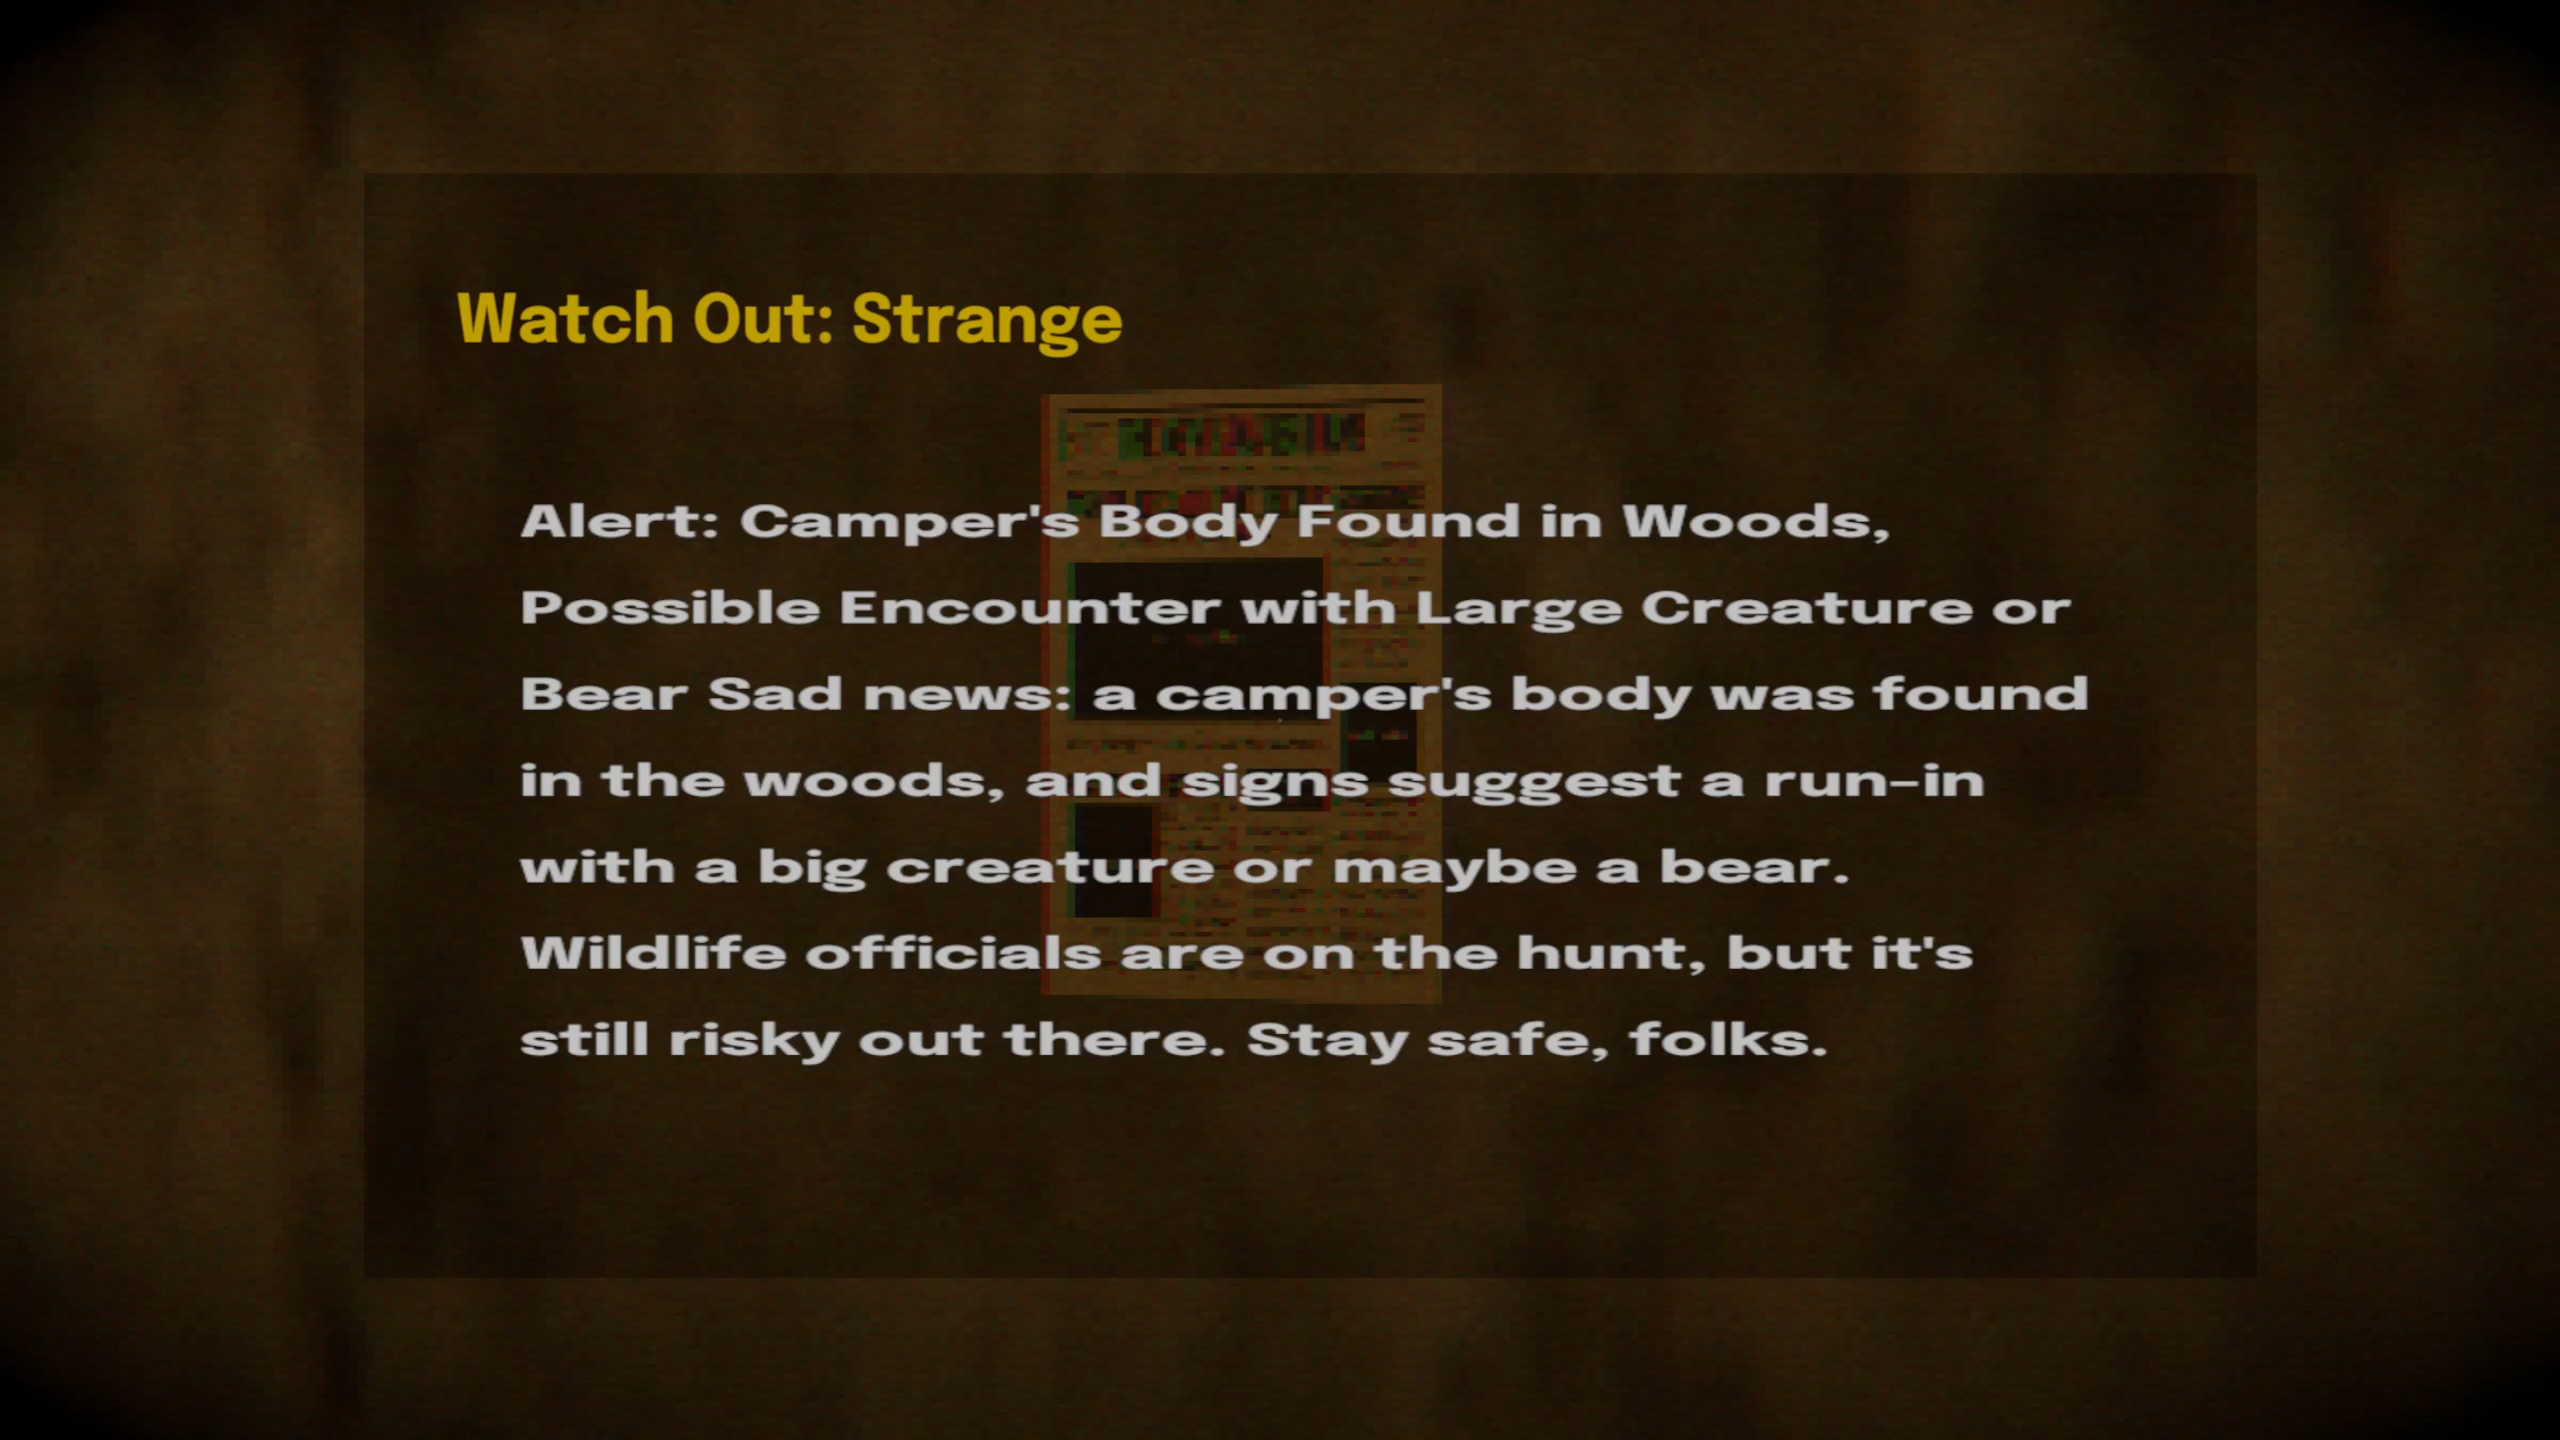 Watch Out: Strange
Alert: Camper's Body Found in Woods,
Possible Encounter with Large Creature or
Bear Sad news: a camper's body was found
in the woods, and signs suggest a run-in
with a big creature or maybe a bear.
Wildlife officials are on the hunt, but it's
still risky out there. Stay safe, folks.